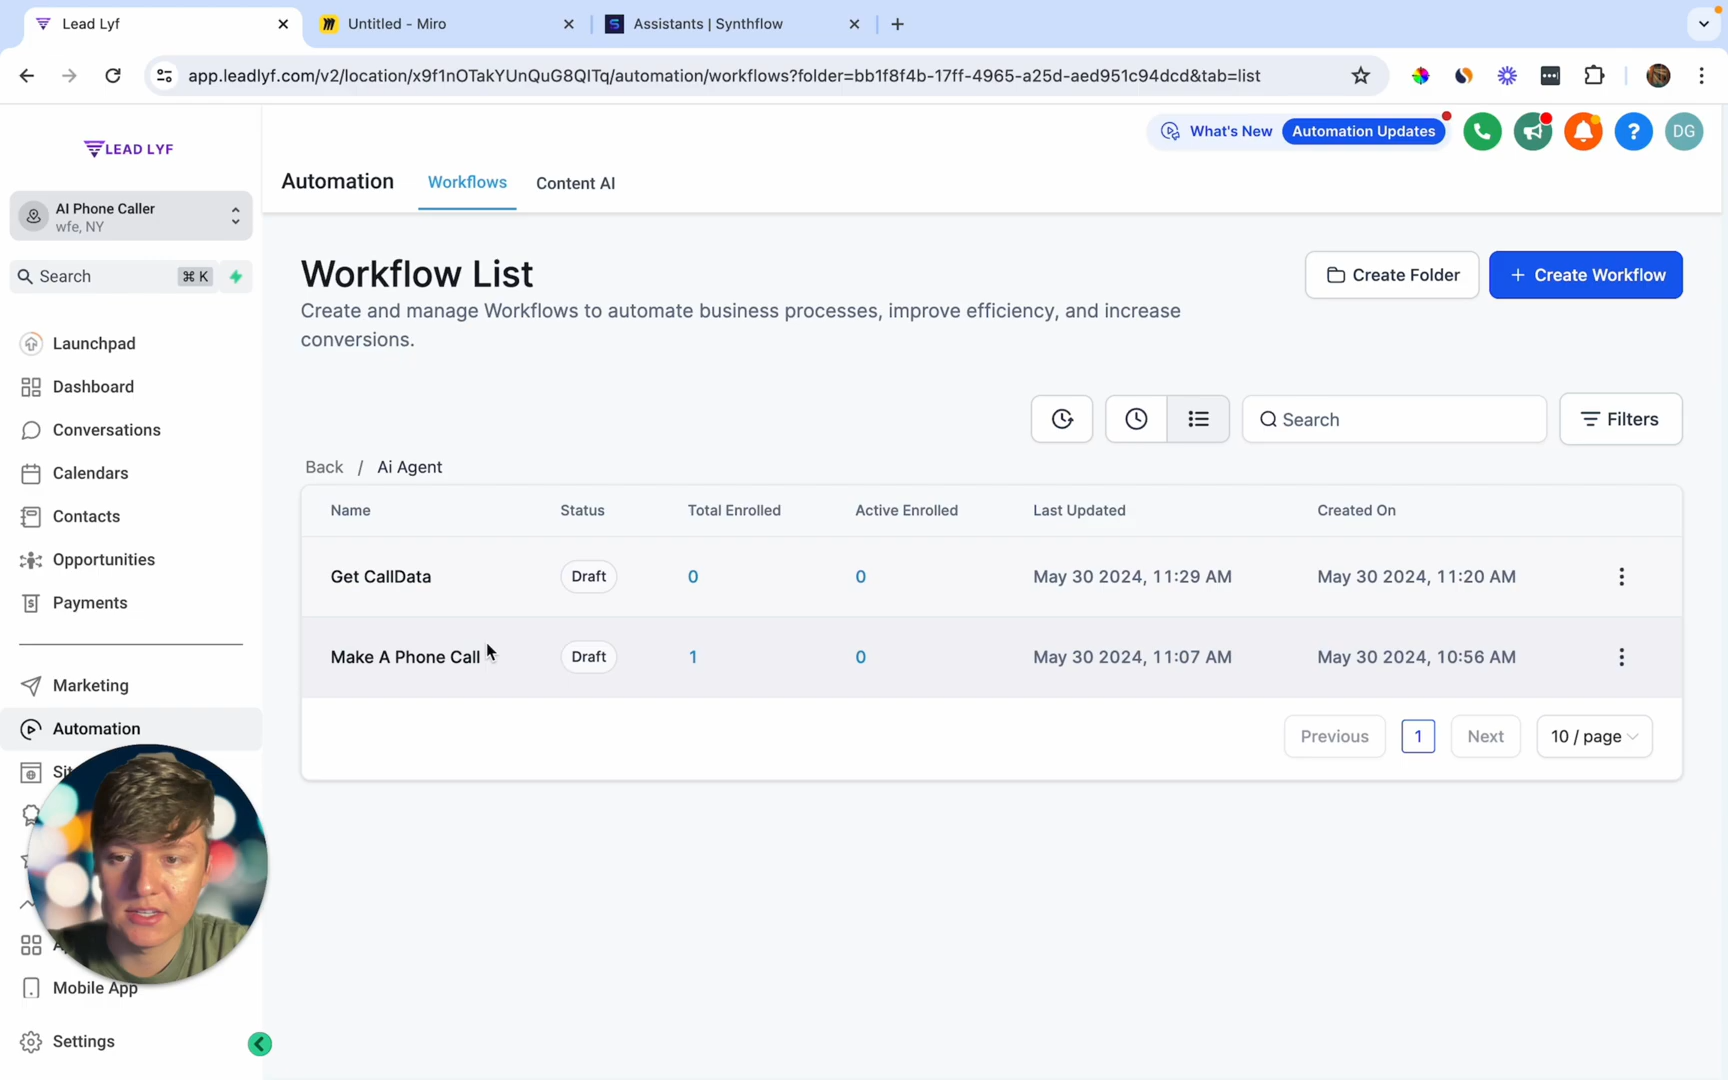 Lead Lyf
Untitled - Miro
Assistants | Synthflow
app.leadlyf.com/v2/location/x9f1nOTakYUnQuG8QITq/automation/workflows?folder=bb1f8f4b-17ff-4965-a25d-aed951c94dcd&tab=list
LEAD LYF
What's New
Automation Updates
DG
Automation
Workflows
Content AI
AI Phone Caller
wfe, NY
Search
⌘ K
Launchpad
Dashboard
Conversations
Calendars
Contacts
Opportunities
Payments
Marketing
Automation
Mobile App
Settings
Workflow List
Create and manage Workflows to automate business processes, improve efficiency, and increase
conversions.
Create Folder
+ Create Workflow
Search
Filters
Back / Ai Agent
Name Status Total Enrolled Active Enrolled Last Updated Created On
Get CallData Draft 0 0 May 30 2024, 11:29 AM May 30 2024, 11:20 AM
Make A Phone Call Draft 1 0 May 30 2024, 11:07 AM May 30 2024, 10:56 AM
Previous 1 Next 10 / page